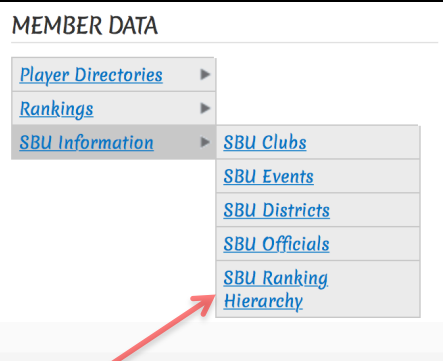 MEMBER DATA
Player Directories
Rankings
SBU Information
SBU Clubs
SBU Events
SBU Districts
SBU Officials
SBU Ranking
Hierarchy